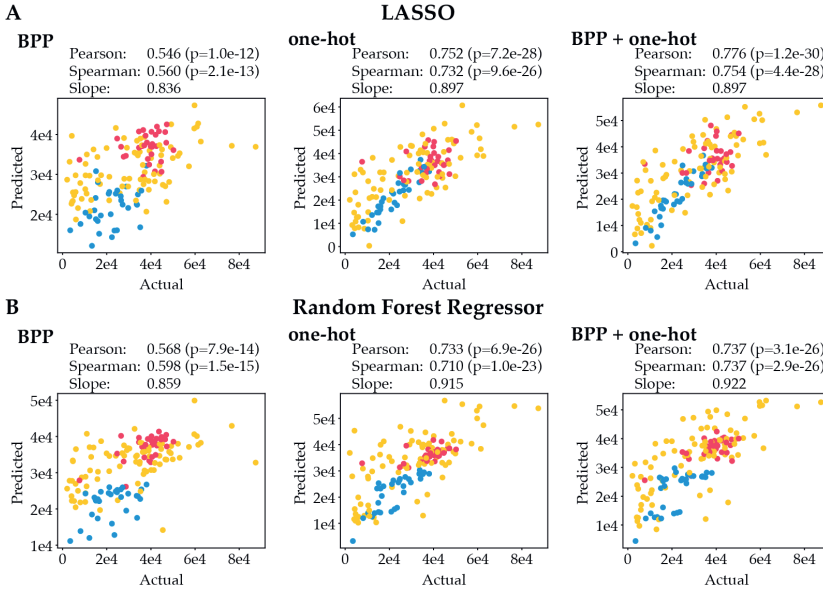 A
LASSO
BPP
Pearson: 0.546 (p=1.0e-12)
Spearman: 0.560 (p=2.1e-13)
Slope: 0.836
one-hot
Pearson: 0.752 (p=7.2e-28)
Spearman: 0.732 (p=9.6e-26)
Slope: 0.897
BPP + one-hot
Pearson: 0.776 (p=1.2e-30)
Spearman: 0.754 (p=4.4e-28)
Slope: 0.897
Predicted
4e4
3e4
2e4
0 2e4 4e4 6e4 8e4
Actual
Predicted
6e4
5e4
4e4
3e4
2e4
1e4
0
0 2e4 4e4 6e4 8e4
Actual
Predicted
5e4
4e4
3e4
2e4
1e4
0
0 2e4 4e4 6e4 8e4
Actual
B
Random Forest Regressor
BPP
Pearson: 0.568 (p=7.9e-14)
Spearman: 0.598 (p=1.5e-15)
Slope: 0.859
one-hot
Pearson: 0.733 (p=6.9e-26)
Spearman: 0.710 (p=1.0e-23)
Slope: 0.915
BPP + one-hot
Pearson: 0.737 (p=3.1e-26)
Spearman: 0.737 (p=2.9e-26)
Slope: 0.922
Predicted
5e4
4e4
3e4
2e4
1e4
0 2e4 4e4 6e4 8e4
Actual
Predicted
5e4
4e4
3e4
2e4
1e4
0 2e4 4e4 6e4 8e4
Actual
Predicted
5e4
4e4
3e4
2e4
1e4
0 2e4 4e4 6e4 8e4
Actual